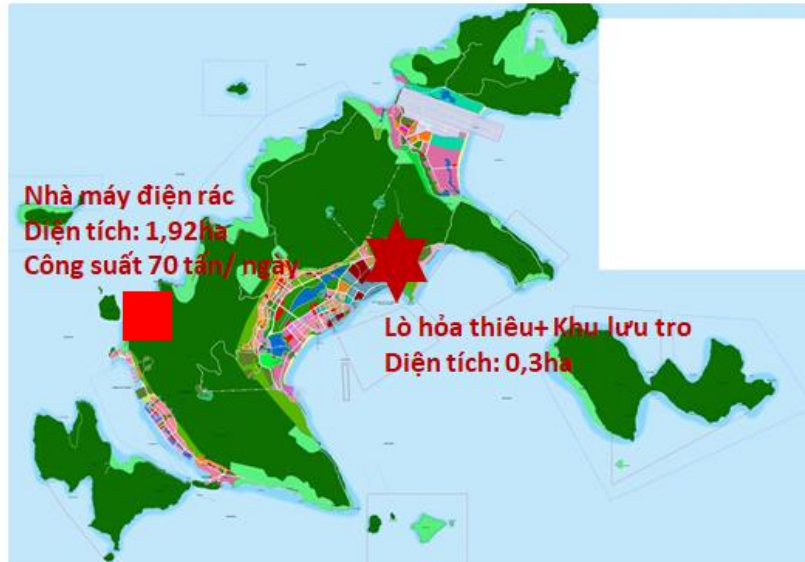 Nhà máy điện rác
Diện tích: 1,92ha
Công suất 70 tấn/ ngày
Lò hỏa thiêu+ Khu lưu tro
Diện tích: 0,3ha